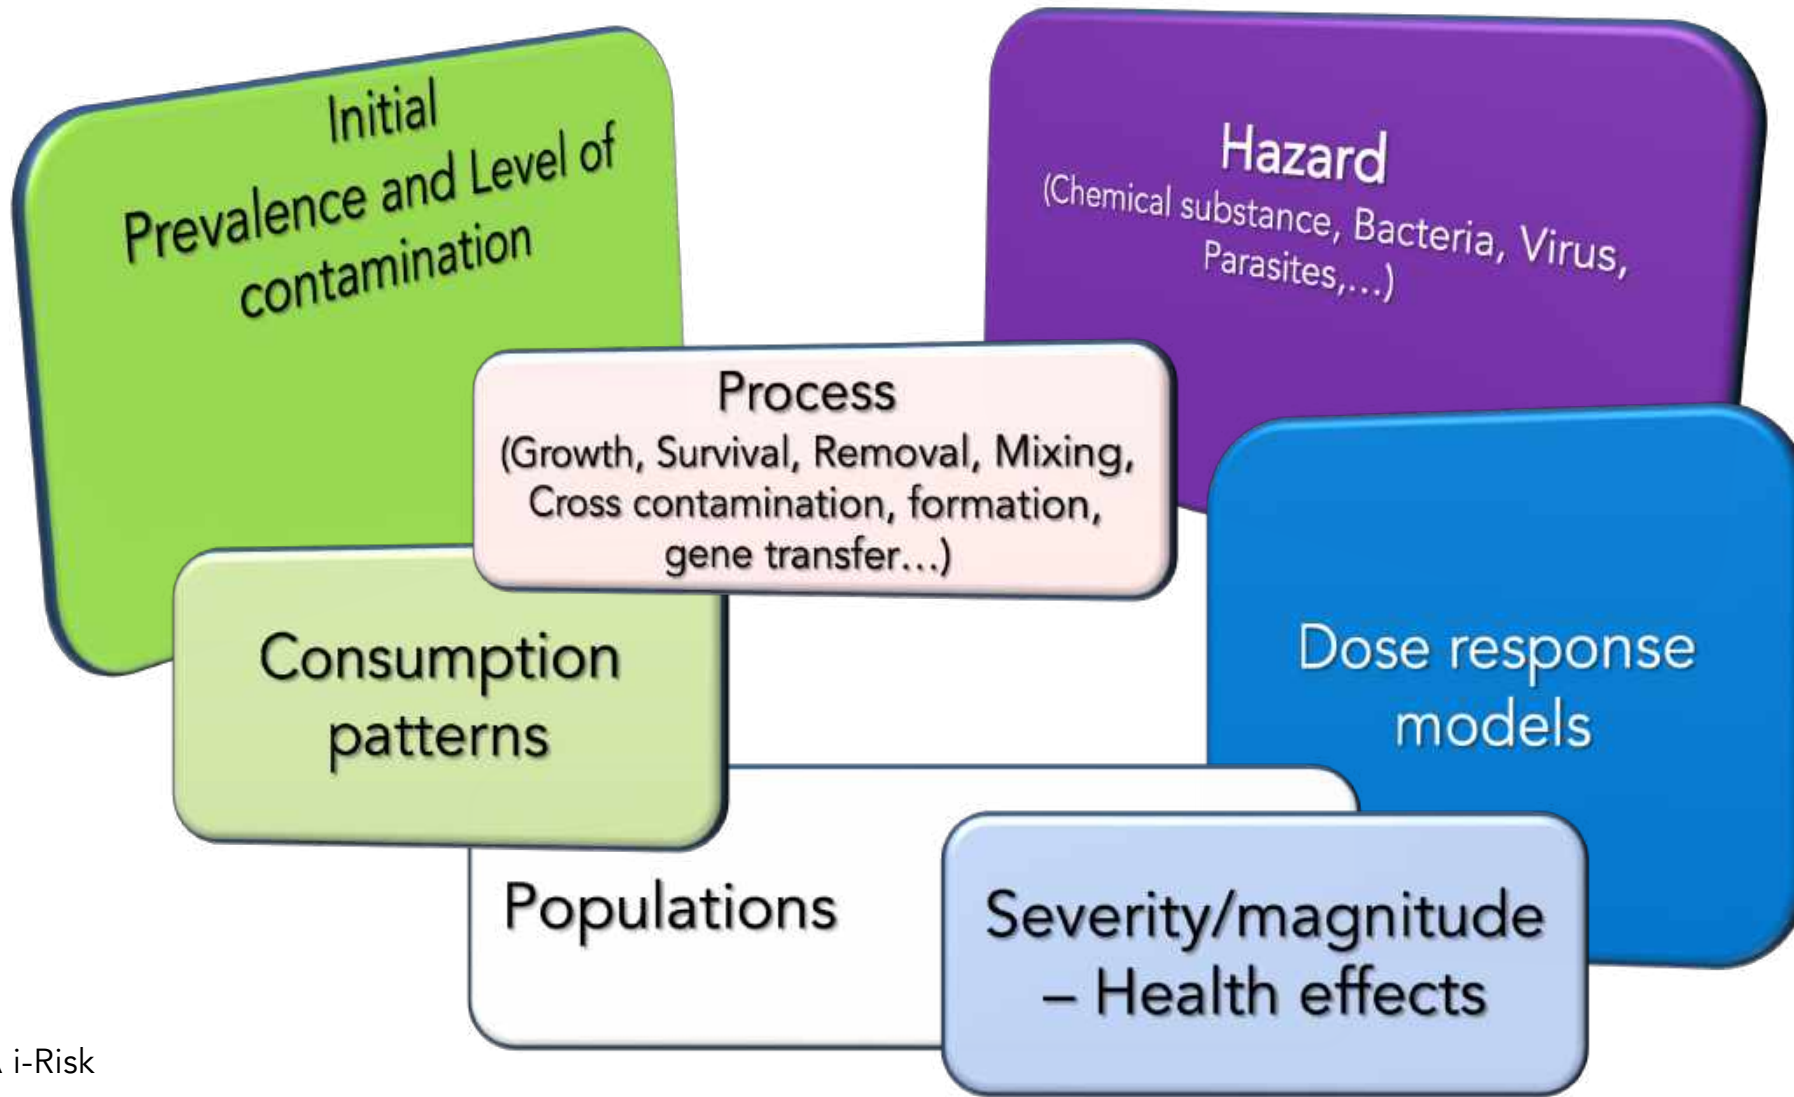 Initial
Prevalence and Level of
contamination
Hazard
(Chemical substance, Bacteria, Virus,
Parasites,...)
Process
(Growth, Survival, Removal, Mixing,
Cross contamination, formation,
gene transfer...)
Consumption
patterns
Dose response
models
Populations
Severity/magnitude
– Health effects
i-Risk